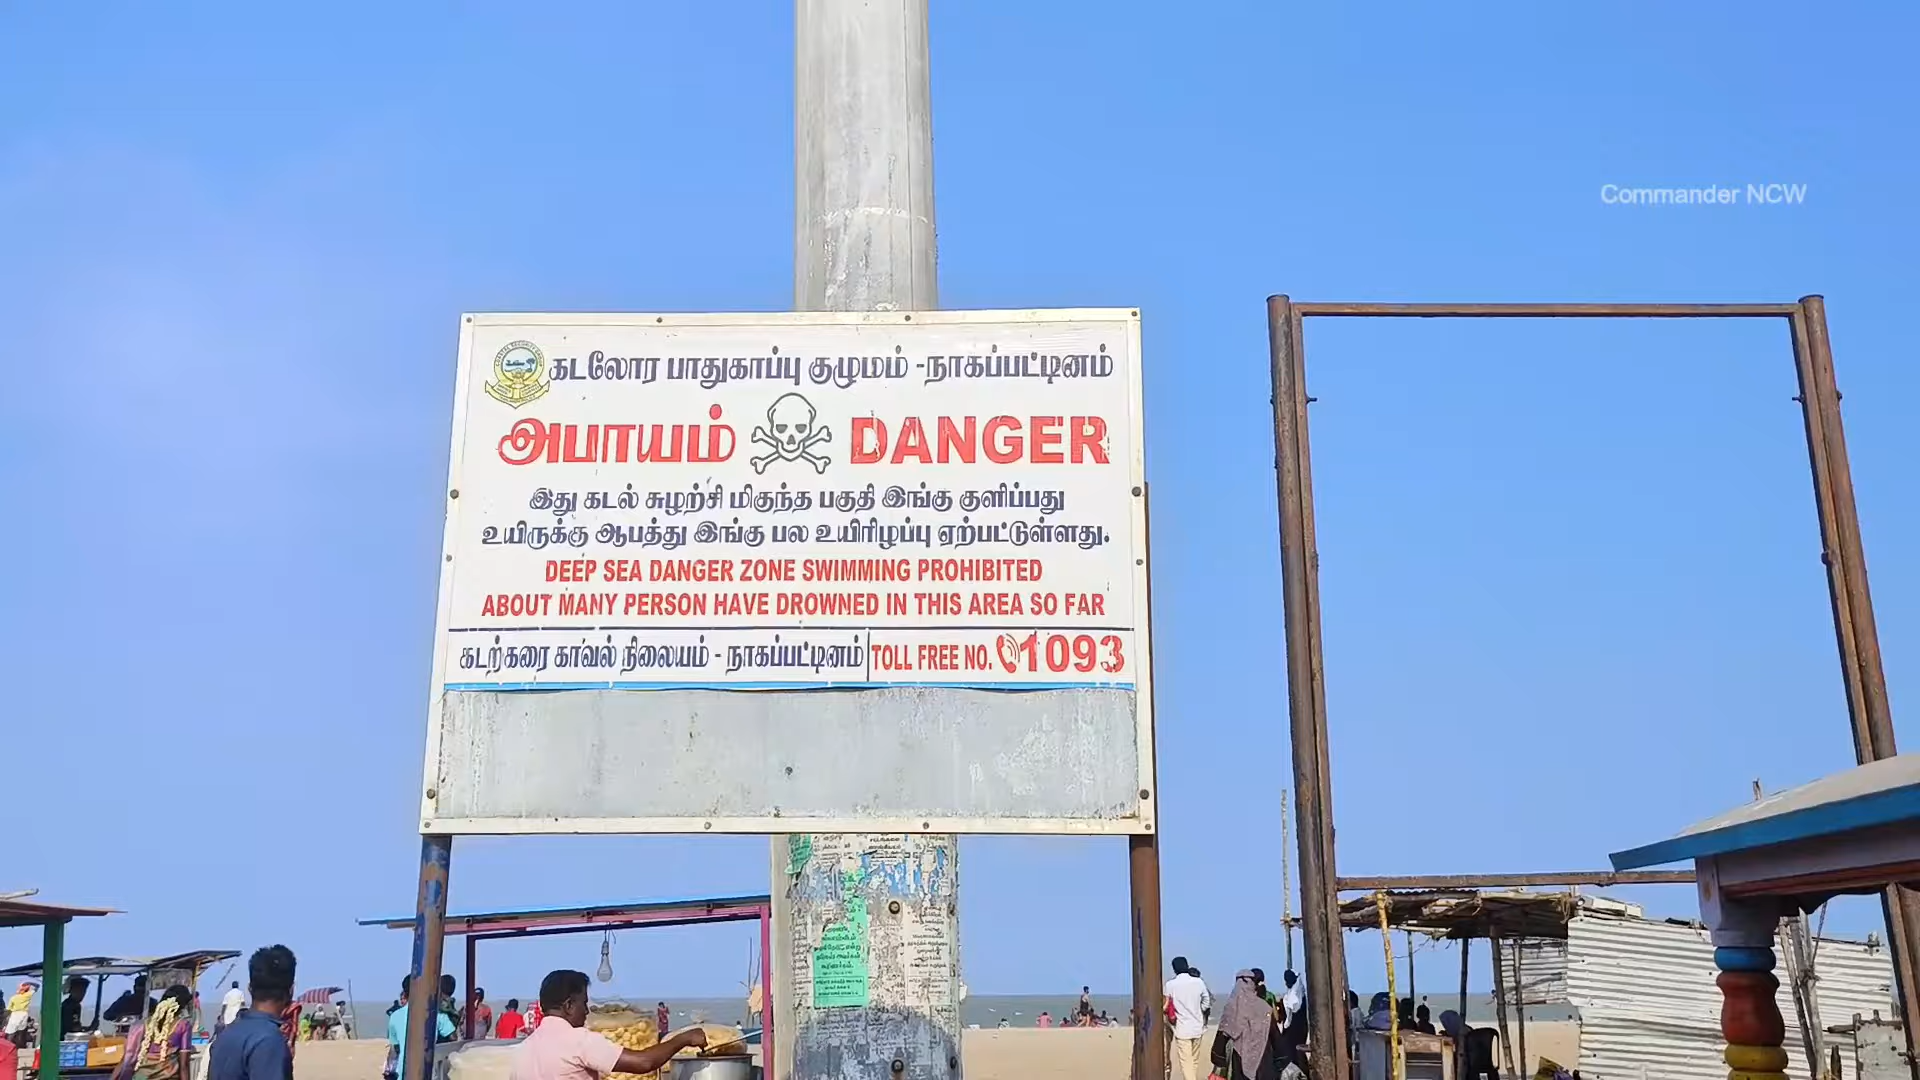 Commander NCW
கடலோர பாதுகாப்பு குழுமம் -நாகப்பட்டினம்
அபாயம் DANGER
இது கடல் சுழற்சி மிகுந்த பகுதி இங்கு குளிப்பது
உயிருக்கு ஆபத்து இங்கு பல உயிரிழப்பு ஏற்பட்டுள்ளது.
DEEP SEA DANGER ZONE SWIMMING PROHIBITED
ABOUT MANY PERSON HAVE DROWNED IN THIS AREA SO FAR
கடற்கரை காவல் நிலையம் - நாகப்பட்டினம் TOLL FREE NO. 1093